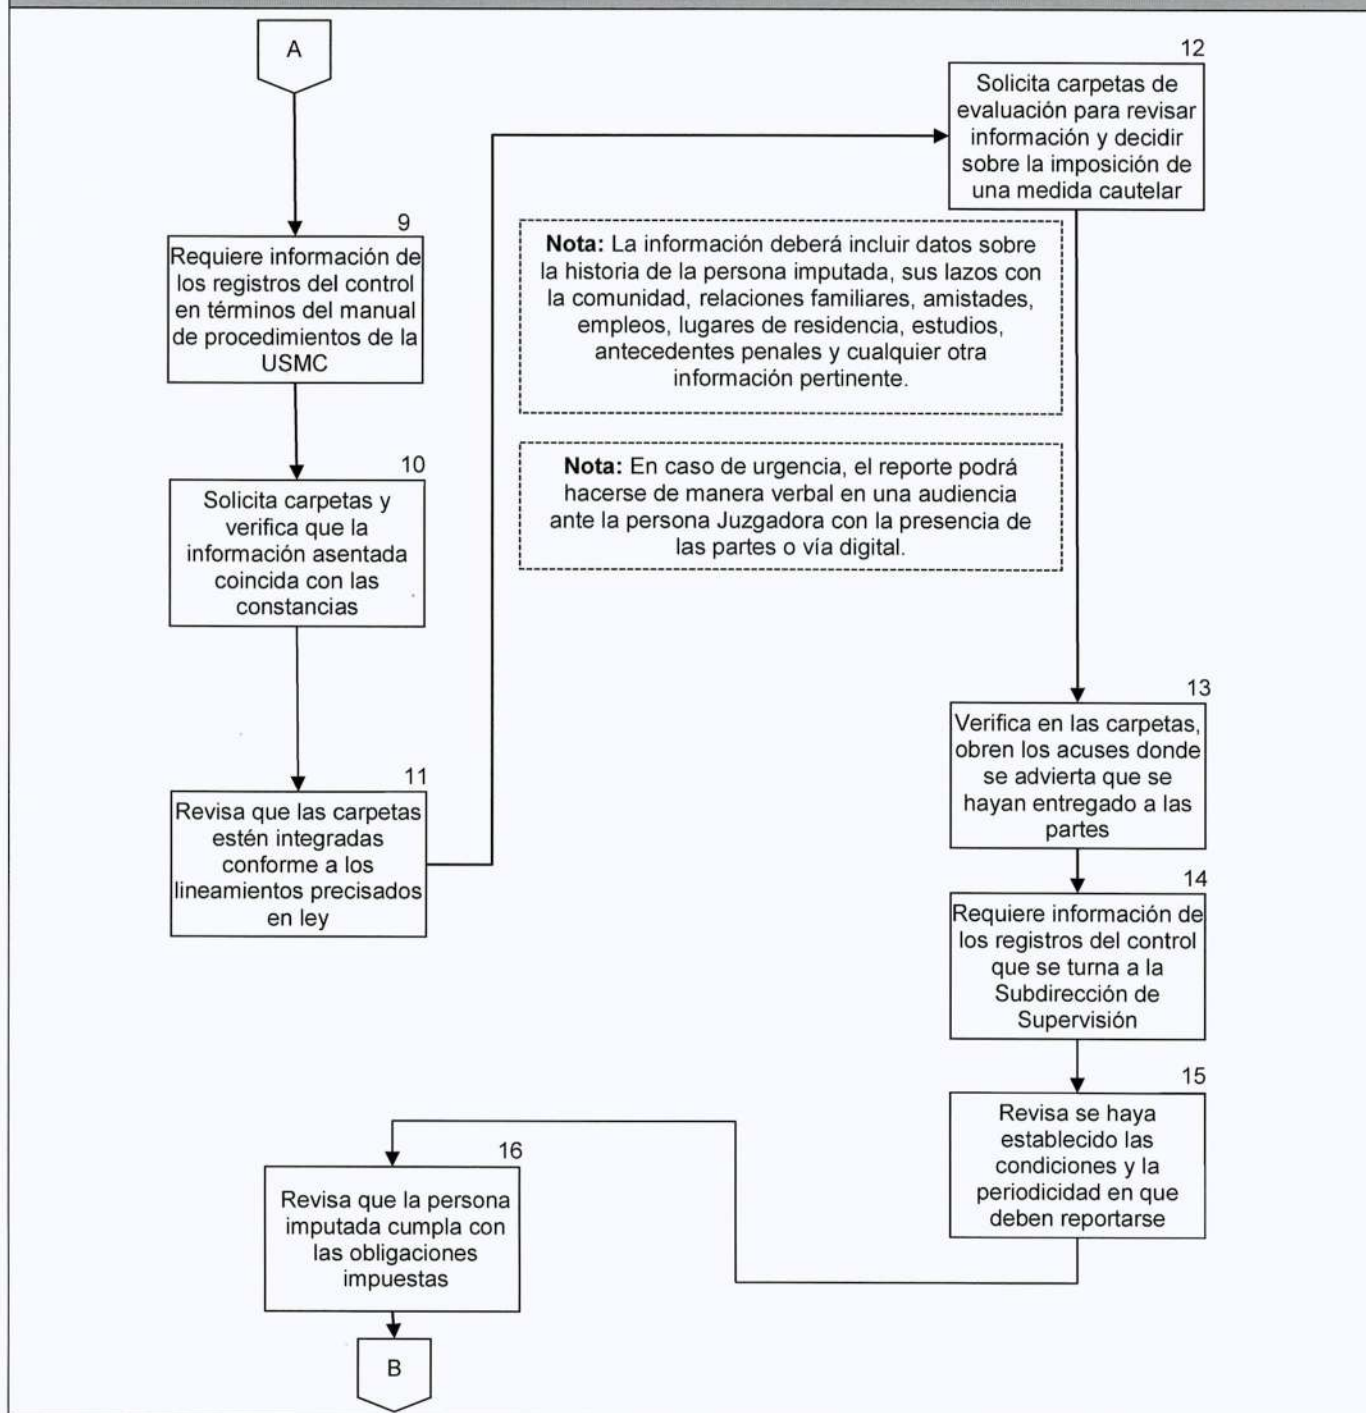 A
9
Requiere información de
los registros del control
en términos del manual
de procedimientos de la
USMC
10
Solicita carpetas y
verifica que la
información asentada
coincida con las
constancias
11
Revisa que las carpetas
estén integradas
conforme a los
lineamientos precisados
en ley
12
Solicita carpetas de
evaluación para revisar
información y decidir
sobre la imposición de
una medida cautelar
Nota: La información deberá incluir datos sobre
la historia de la persona imputada, sus lazos con
la comunidad, relaciones familiares, amistades,
empleos, lugares de residencia, estudios,
antecedentes penales y cualquier otra
información pertinente.
Nota: En caso de urgencia, el reporte podrá
hacerse de manera verbal en una audiencia
ante la persona Juzgadora con la presencia de
las partes o vía digital.
13
Verifica en las carpetas,
obren los acuses donde
se advierta que se
hayan entregado a las
partes
14
Requiere información de
los registros del control
que se turna a la
Subdirección de
Supervisión
15
Revisa se haya
establecido las
condiciones y la
periodicidad en que
deben reportarse
16
Revisa que la persona
imputada cumpla con
las obligaciones
impuestas
B